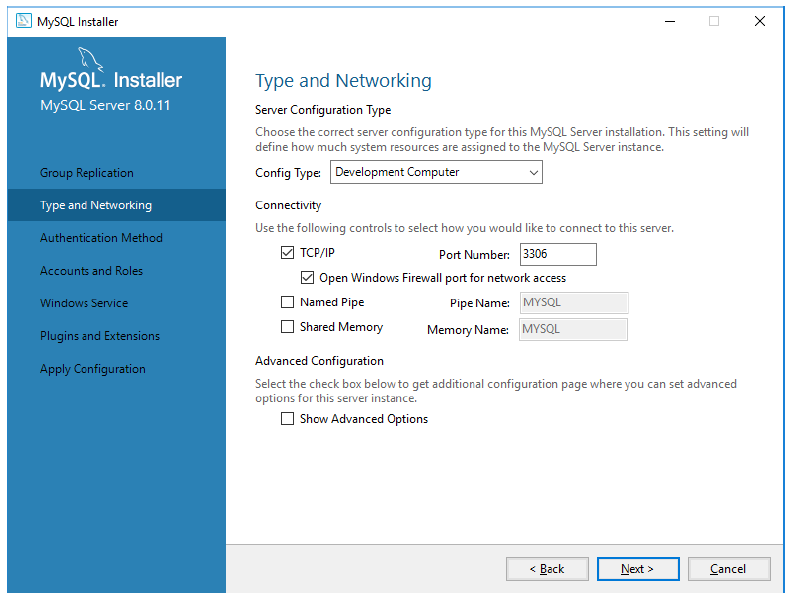 MySQL Installer
MySQL. Installer
MySQL Server 8.0.11
Group Replication
Type and Networking
Authentication Method
Accounts and Roles
Windows Service
Plugins and Extensions
Apply Configuration
Type and Networking
Server Configuration Type
Choose the correct server configuration type for this MySQL Server installation. This setting will
define how much system resources are assigned to the MySQL Server instance.
Config Type: Development Computer
Connectivity
Use the following controls to select how you would like to connect to this server.
TCP/IP Port Number: 3306
Open Windows Firewall port for network access
Named Pipe Pipe Name: MYSQL
Shared Memory Memory Name: MYSQL
Advanced Configuration
Select the check box below to get additional configuration page where you can set advanced
options for this server instance.
Show Advanced Options
< Back Next > Cancel